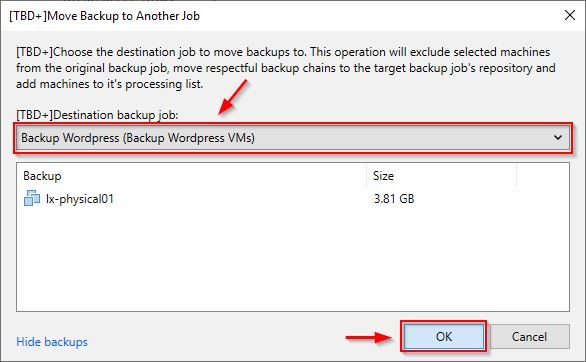 [TBD+]Move Backup to Another Job
[TBD+]Choose the destination job to move backups to. This operation will exclude selected machines
from the original backup job, move respectful backup chains to the target backup job's repository and
add machines to it's processing list.
[TBD+]Destination backup job:
Backup Wordpress (Backup Wordpress VMs)
Backup Size
lx-physical01 3.81 GB
Hide backups OK Cancel